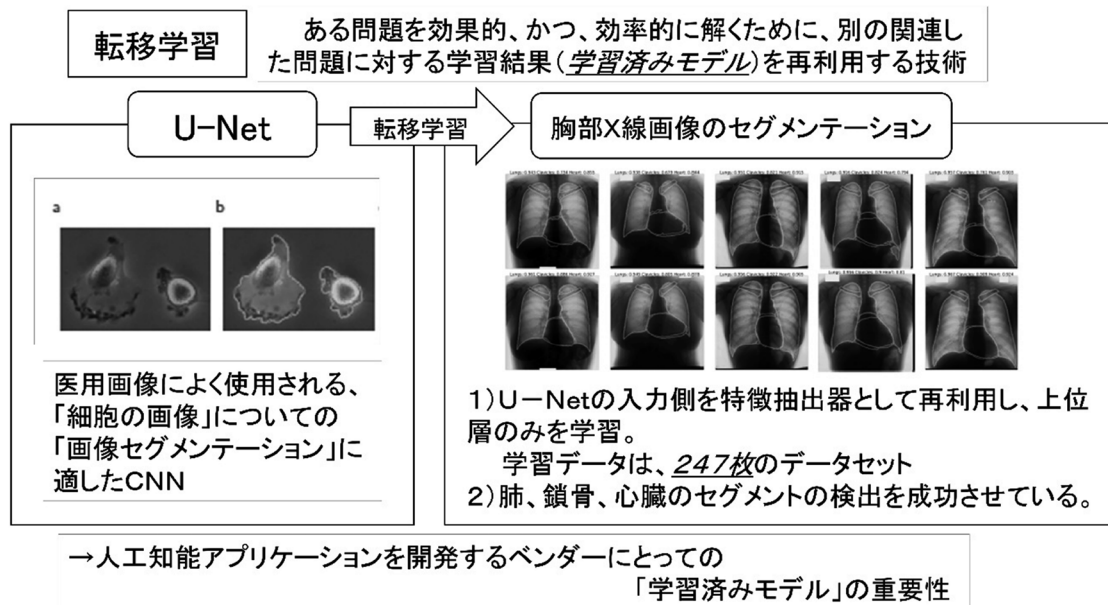 転移学習
ある問題を効果的、かつ、効率的に解くために、別の関連し
た問題に対する学習結果(学習済みモデル)を再利用する技術
U-Net
転移学習
胸部X線画像のセグメンテーション
a
b
医用画像によく使用される、
「細胞の画像」についての
「画像セグメンテーション」に
適したCNN
1)U-Netの入力側を特徴抽出器として再利用し、上位
層のみを学習。
学習データは、247枚のデータセット
2)肺、鎖骨、心臓のセグメントの検出を成功させている。
→人工知能アプリケーションを開発するベンダーにとっての
「学習済みモデル」の重要性